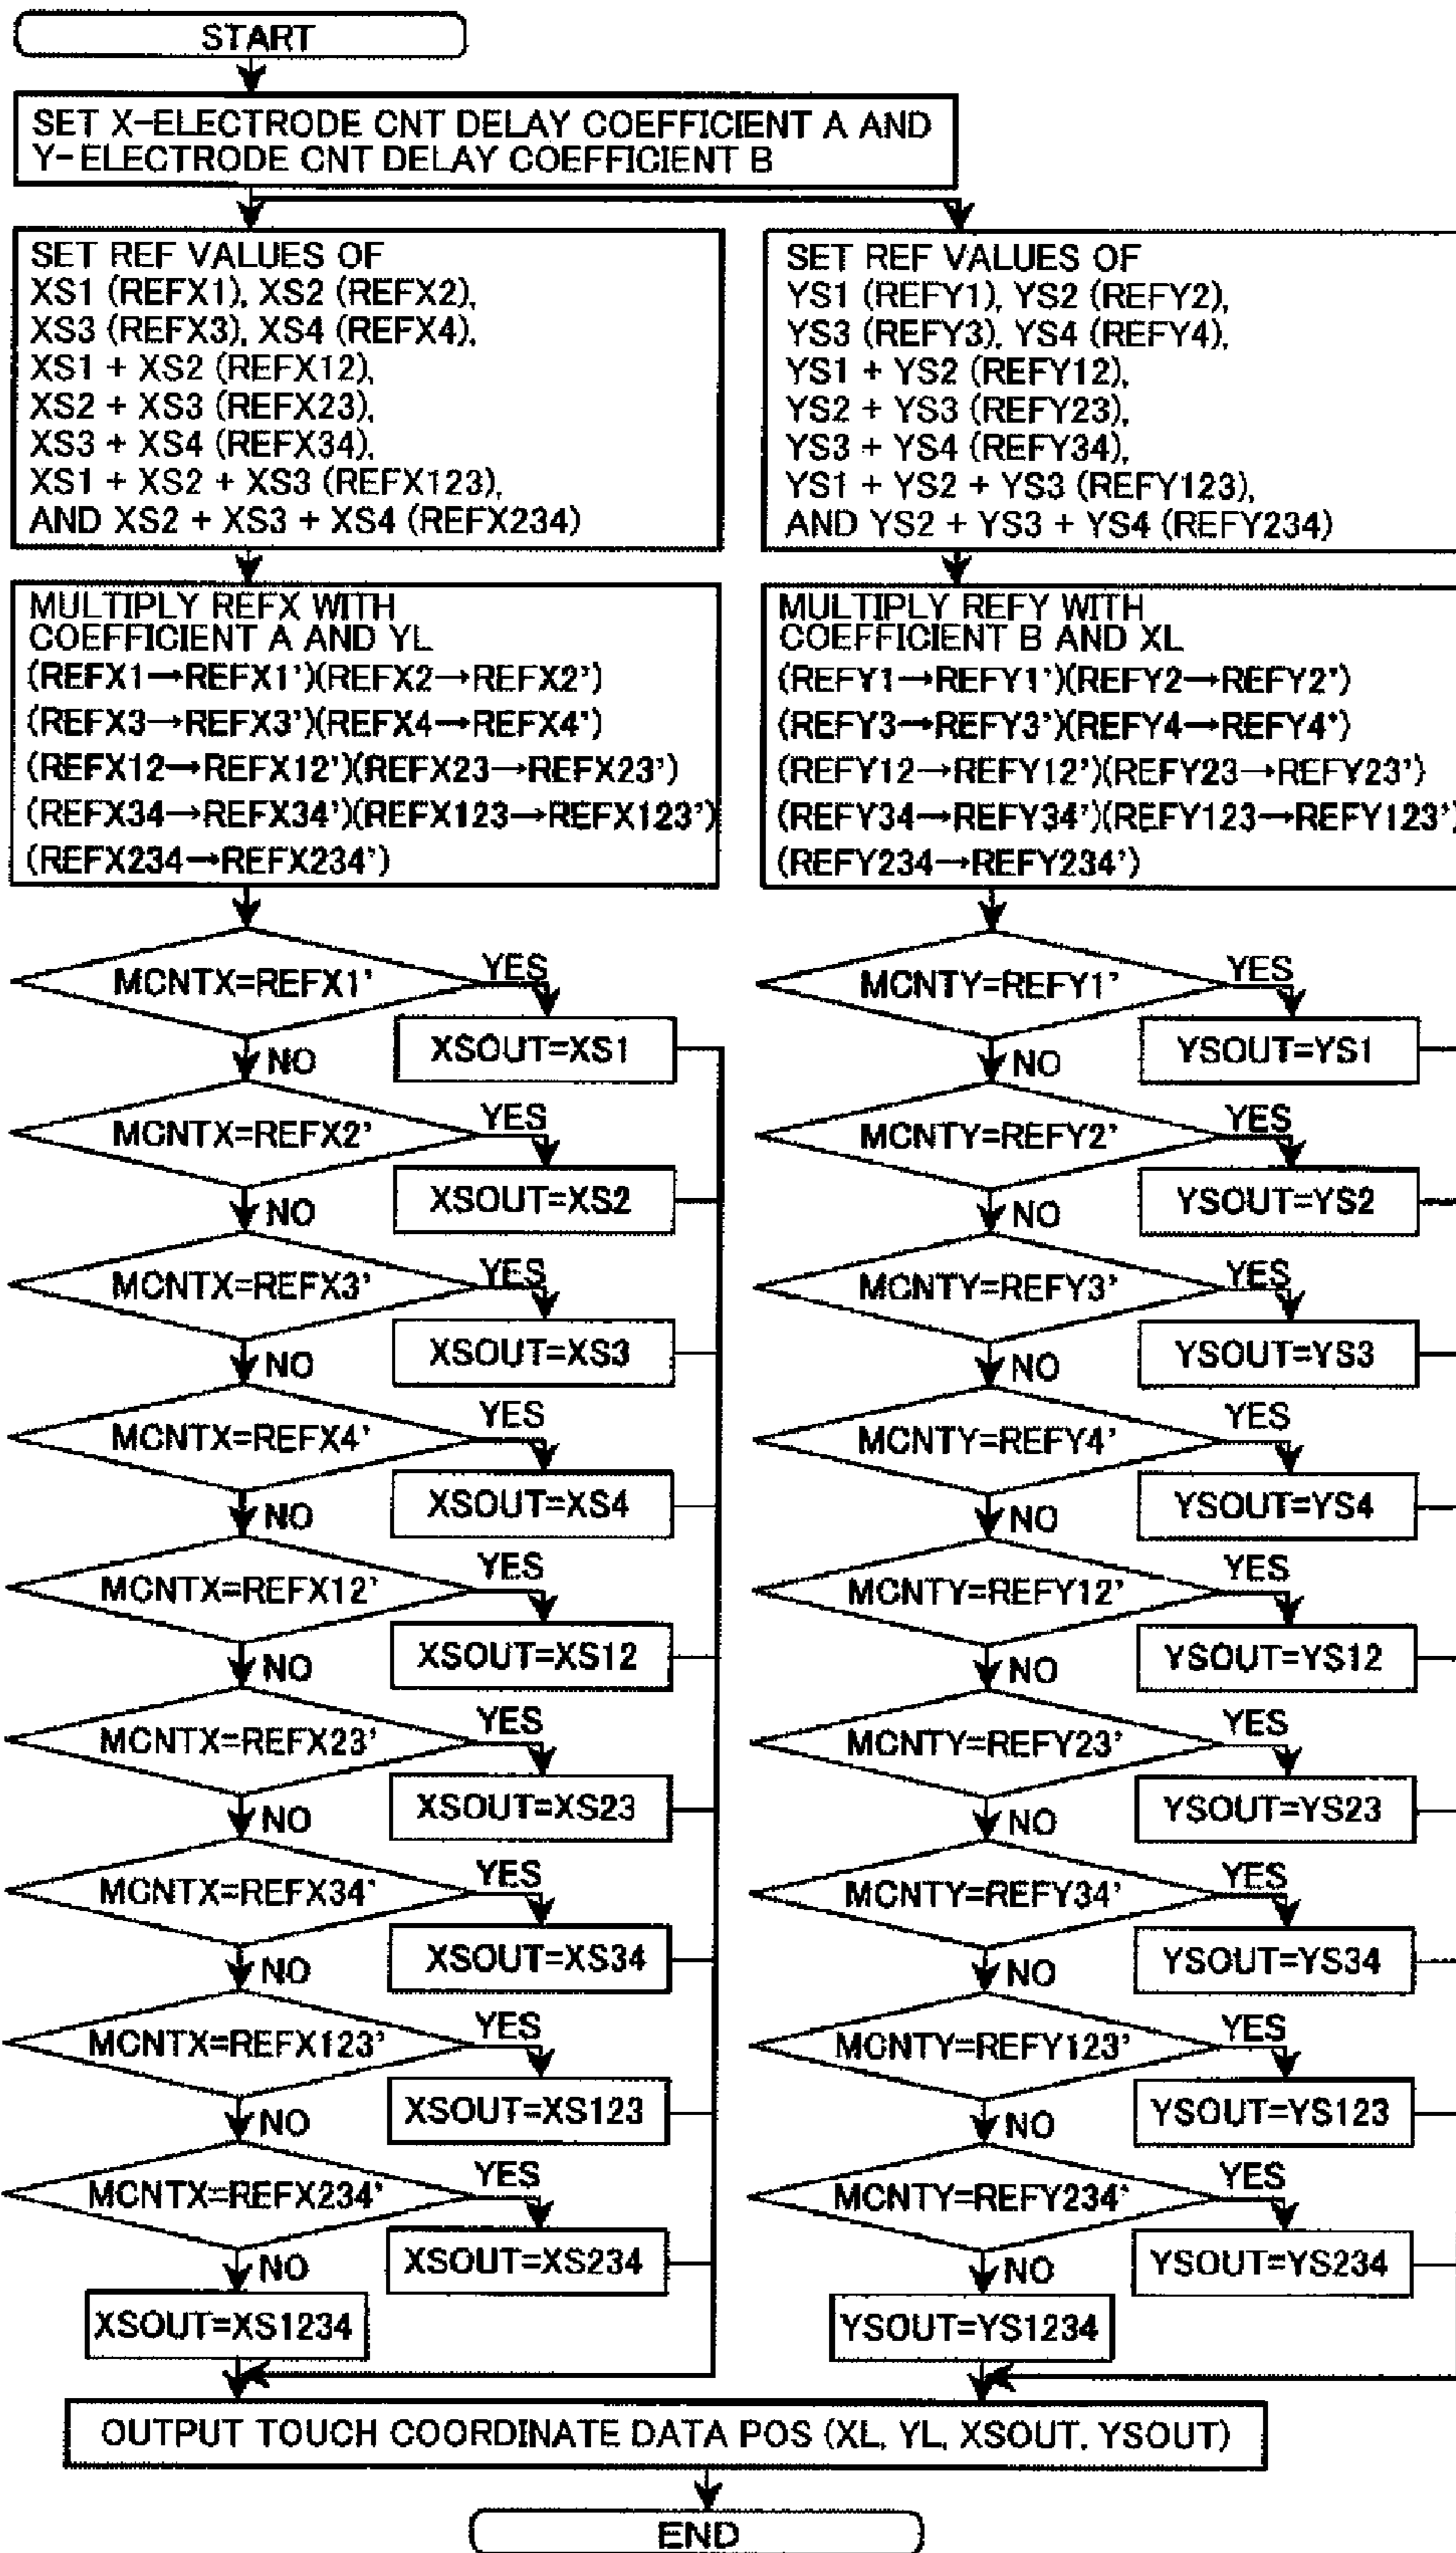 START
SET X-ELECTRODE CNT DELAY COEFFICIENT A AND
Y-ELECTRODE CNT DELAY COEFFICIENT B
SET REF VALUES OF
XS1 (REFX1), XS2 (REFX2),
XS3 (REFX3), XS4 (REFX4),
XS1 + XS2 (REFX12),
XS2 + XS3 (REFX23),
XS3 + XS4 (REFX34),
XS1 + XS2 + XS3 (REFX123),
AND XS2 + XS3 + XS4 (REFX234)
MULTIPLY REFX WITH
COEFFICIENT A AND YL
(REFX1→REFX1')(REFX2→REFX2')
(REFX3→REFX3')(REFX4→REFX4')
(REFX12→REFX12')(REFX23→REFX23')
(REFX34→REFX34')(REFX123→REFX123')
(REFX234→REFX234')
MCNTX=REFX1'
YES
XSOUT=XS1
NO
MCNTX=REFX2'
YES
XSOUT=XS2
NO
MCNTX=REFX3'
YES
XSOUT=XS3
NO
MCNTX=REFX4'
YES
XSOUT=XS4
NO
MCNTX=REFX12'
YES
XSOUT=XS12
NO
MCNTX=REFX23'
YES
XSOUT=XS23
NO
MCNTX=REFX34'
YES
XSOUT=XS34
NO
MCNTX=REFX123'
YES
XSOUT=XS123
NO
MCNTX=REFX234'
YES
XSOUT=XS234
NO
XSOUT=XS1234
SET REF VALUES OF
YS1 (REFY1), YS2 (REFY2),
YS3 (REFY3), YS4 (REFY4),
YS1 + YS2 (REFY12),
YS2 + YS3 (REFY23),
YS3 + YS4 (REFY34),
YS1 + YS2 + YS3 (REFY123),
AND YS2 + YS3 + YS4 (REFY234)
MULTIPLY REFY WITH
COEFFICIENT B AND XL
(REFY1→REFY1')(REFY2→REFY2')
(REFY3→REFY3')(REFY4→REFY4')
(REFY12→REFY12')(REFY23→REFY23')
(REFY34→REFY34')(REFY123→REFY123')
(REFY234→REFY234')
MCNTY=REFY1'
YES
YSOUT=YS1
NO
MCNTY=REFY2'
YES
YSOUT=YS2
NO
MCNTY=REFY3'
YES
YSOUT=YS3
NO
MCNTY=REFY4'
YES
YSOUT=YS4
NO
MCNTY=REFY12'
YES
YSOUT=YS12
NO
MCNTY=REFY23'
YES
YSOUT=YS23
NO
MCNTY=REFY34'
YES
YSOUT=YS34
NO
MCNTY=REFY123'
YES
YSOUT=YS123
NO
MCNTY=REFY234'
YES
YSOUT=YS234
NO
YSOUT=YS1234
OUTPUT TOUCH COORDINATE DATA POS (XL, YL, XSOUT, YSOUT)
END